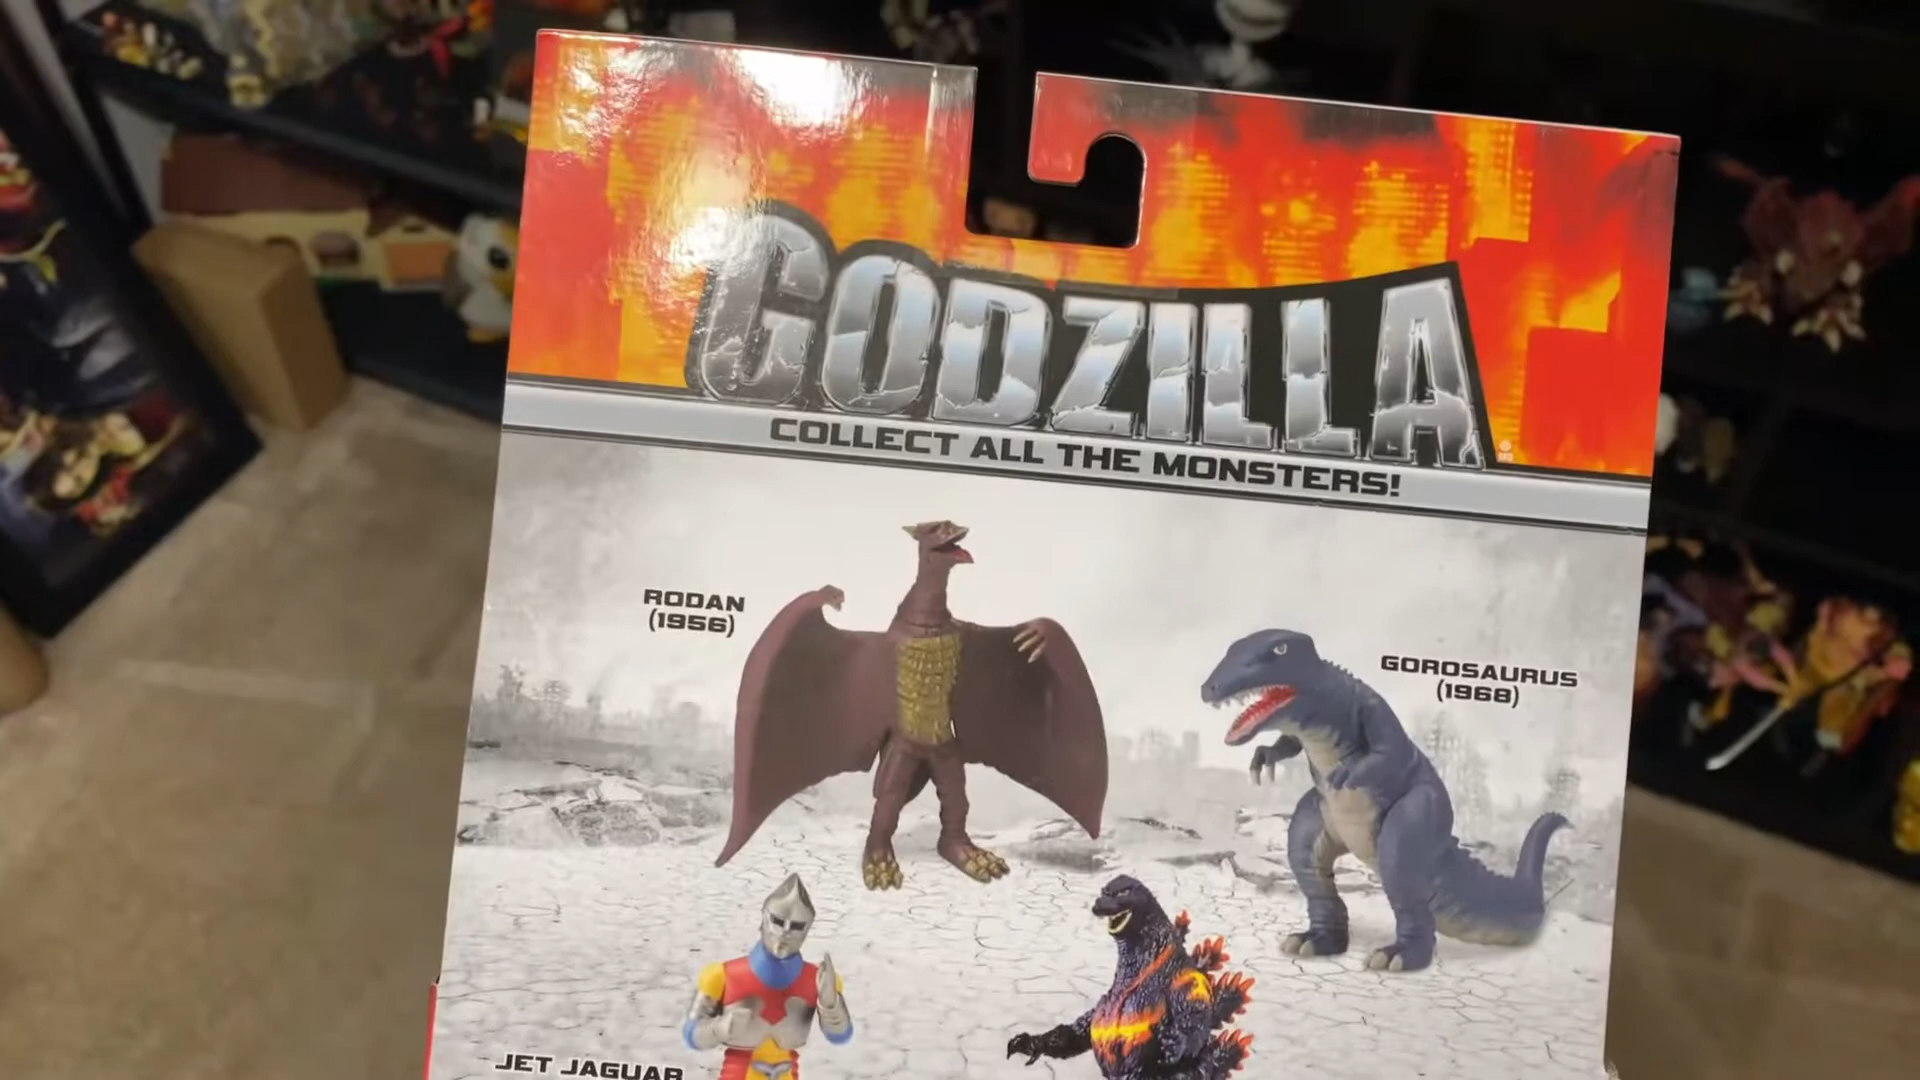 GODZILLA
COLLECT ALL THE MONSTERS!
RODAN
(1956)
GOROSAURUS
(1968)
JET JAGUAR